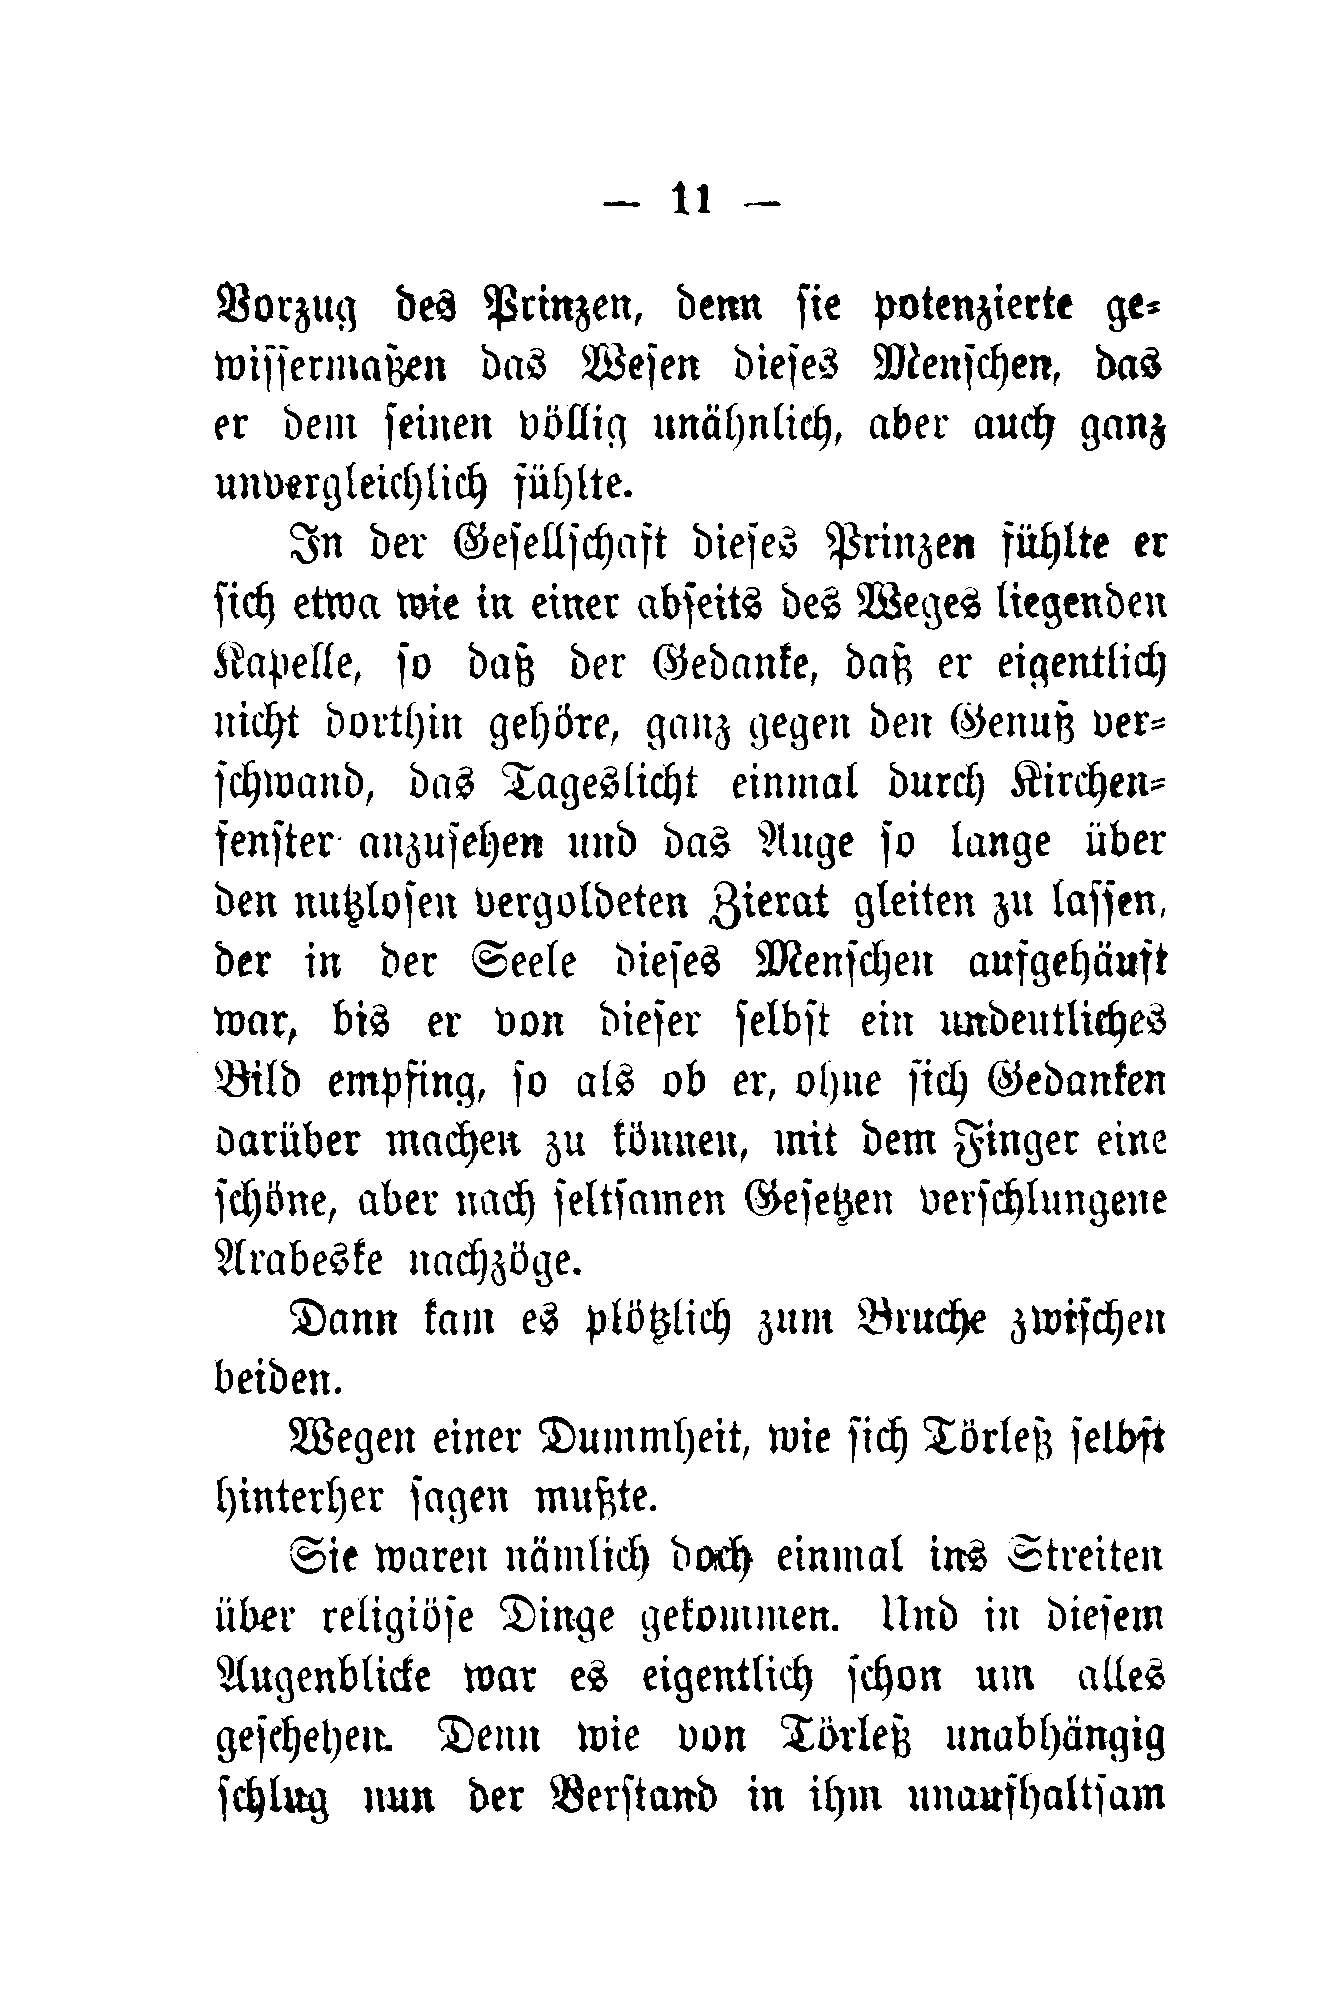 — 11 —
Vorzug des Prinzen, denn sie potenzierte ge-
wissermaßen das Wesen dieses Menschen, das
er dem seinen völlig unähnlich, aber auch ganz
unvergleichlich fühlte.
In der Gesellschaft dieses Prinzen fühlte er
sich etwa wie in einer abseits des Weges liegenden
Kapelle, so daß der Gedanke, daß er eigentlich
nicht dorthin gehöre, ganz gegen den Genuß ver-
schwand, das Tageslicht einmal durch Kirchen-
fenster anzusehen und das Auge so lange über
den nutzlosen vergoldeten Zierat gleiten zu lassen,
der in der Seele dieses Menschen aufgehäuft
war, bis er von dieser selbst ein undeutliches
Bild empfing, so als ob er, ohne sich Gedanken
darüber machen zu können, mit dem Finger eine
schöne, aber nach seltsamen Gesetzen verschlungene
Arabeske nachzöge.
Dann kam es plötzlich zum Bruche zwischen
beiden.
Wegen einer Dummheit, wie sich Törleß selbst
hinterher sagen mußte.
Sie waren nämlich doch einmal ins Streiten
über religiöse Dinge gekommen. Und in diesem
Augenblicke war es eigentlich schon um alles
geschehen. Denn wie von Törleß unabhängig
schlug nun der Verstand in ihm unaufhaltsam